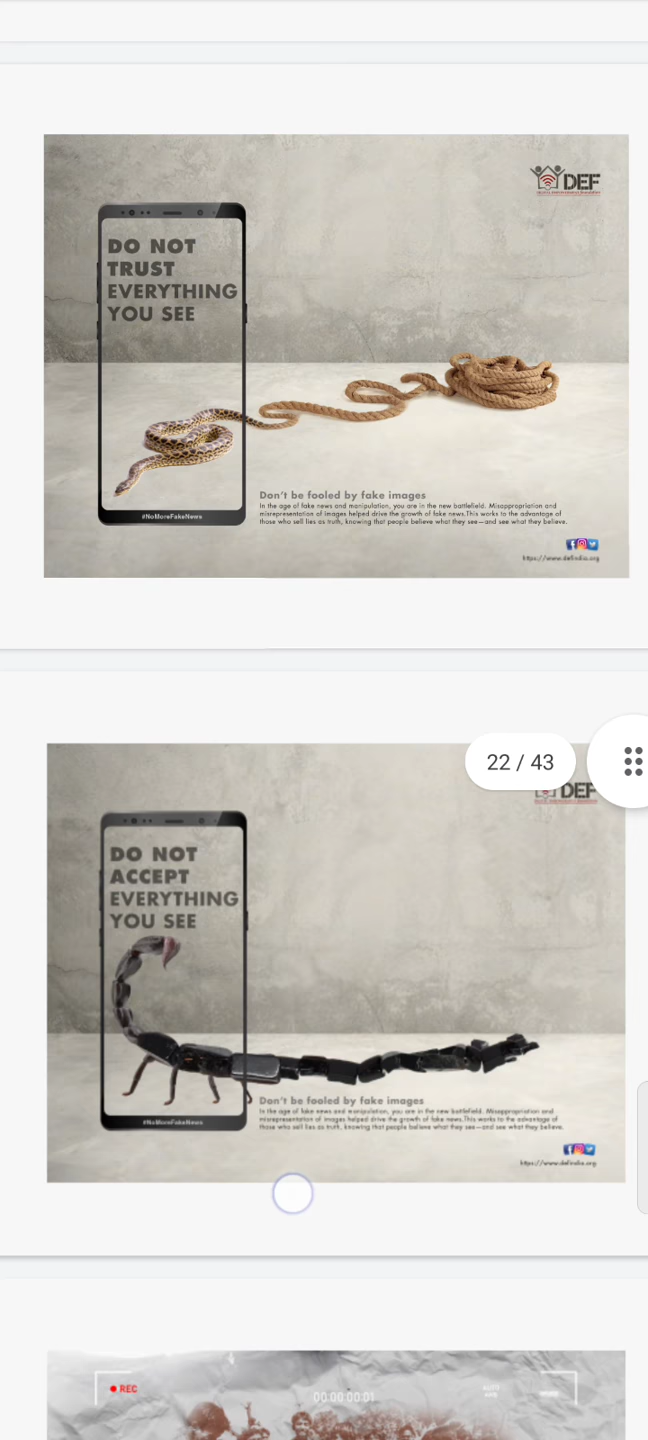 DEF
DO NOT
TRUST
EVERYTHING
YOU SEE
Don't be fooled by fake images
In the age of fake news and manipulation, you are in the new battlefield. Misappropriation and
misrepresentation of images helped drive the growth of fake news.This works to the advantage of
those who sell lies as truth, knowing that people believe what they see—and see what they believe.
#NoMoreFakeNews
https://www.defindia.org
22 / 43
DEF
DO NOT
ACCEPT
EVERYTHING
YOU SEE
Don't be fooled by fake images
In the age of fake news and manipulation, you are in the new battlefield. Misappropriation and
misrepresentation of images helped drive the growth of fake news.This works to the advantage of
those who sell lies as truth, knowing that people believe what they see—and see what they believe.
#NoMoreFakeNews
https://www.defindia.org
REC
00:00:00:01